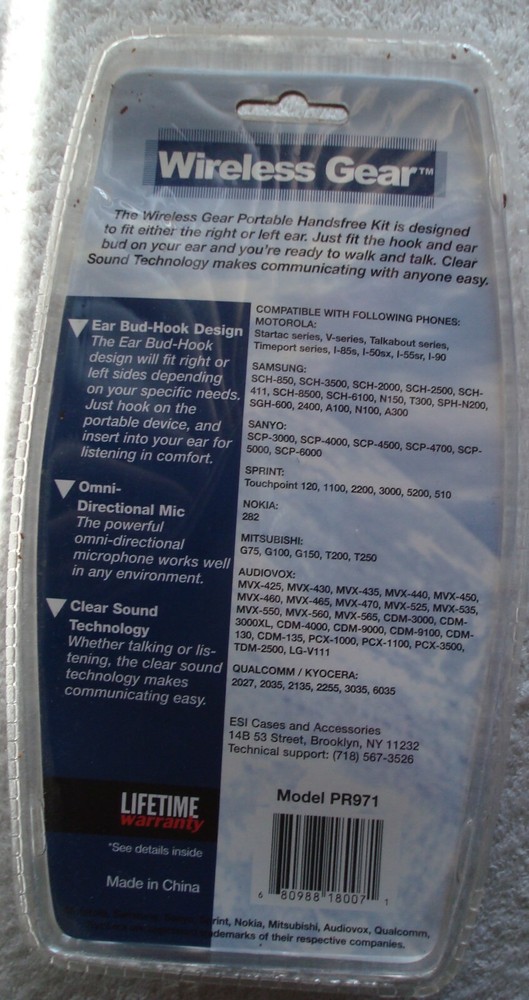 Wireless Gear™
The Wireless Gear Portable Handsfree Kit is designed
to fit either the right or left ear. Just fit the hook and ear
bud on your ear and you're ready to walk and talk. Clear
Sound Technology makes communicating with anyone easy.
Ear Bud-Hook Design
The Ear Bud-Hook
design will fit right or
left sides depending
on your specific needs.
Just hook on the
portable device, and
insert into your ear for
listening in comfort.
Omni-
Directional Mic
The powerful
omni-directional
microphone works well
in any environment.
Clear Sound
Technology
Whether talking or lis-
tening, the clear sound
technology makes
communicating easy.
LIFETIME
warranty
*See details inside
Made in China
COMPATIBLE WITH FOLLOWING PHONES:
MOTOROLA:
Startac series, V-series, Talkabout series,
Timeport series, I-85s, I-50sx, I-55sr, I-90
SAMSUNG:
SCH-850, SCH-3500, SCH-2000, SCH-2500, SCH-
411, SCH-8500, SCH-6100, N150, T300, SPH-N200,
SGH-600, 2400, A100, N100, A300
SANYO:
SCP-3000, SCP-4000, SCP-4500, SCP-4700, SCP-
5000, SCP-6000
SPRINT:
Touchpoint 120, 1100, 2200, 3000, 5200, 510
NOKIA:
282
MITSUBISHI:
G75, G100, G150, T200, T250
AUDIOVOX:
MVX-425, MVX-430, MVX-435, MVX-440, MVX-450,
MVX-460, MVX-465, MVX-470, MVX-525, MVX-535,
MVX-550, MVX-560, MVX-565, CDM-3000, CDM-
3000XL, CDM-4000, CDM-9000, CDM-9100, CDM-
130, CDM-135, PCX-1000, PCX-1100, PCX-3500,
TDM-2500, LG-V111
QUALCOMM / KYOCERA:
2027, 2035, 2135, 2255, 3035, 6035
ESI Cases and Accessories
14B 53 Street, Brooklyn, NY 11232
Technical support: (718) 567-3526
Model PR971
6 80988 18007 1
Nokia, Mitsubishi, Audiovox, Qualcomm,
of their respective companies.